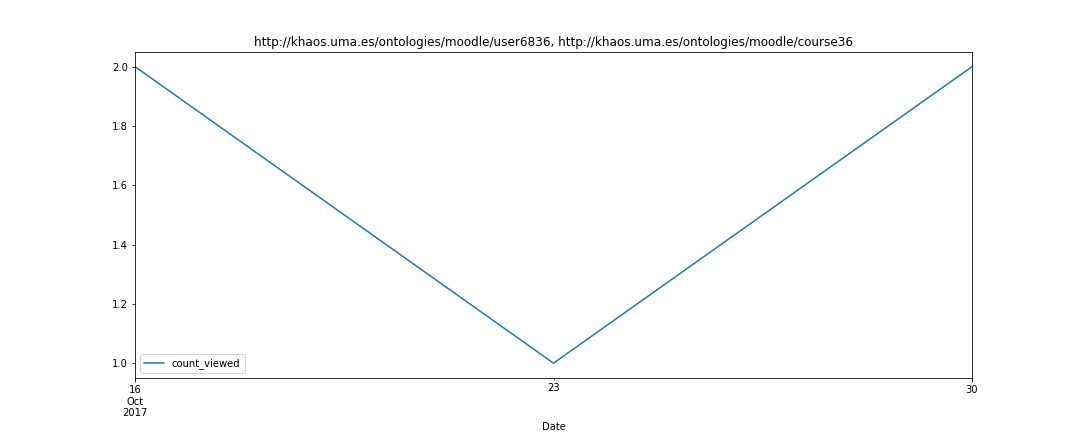 http://khaos.uma.es/ontologies/moodle/user6836, http://khaos.uma.es/ontologies/moodle/course36
2.0
1.8
1.6
1.4
1.2
1.0
count_viewed
16 23 30
Oct
2017
Date